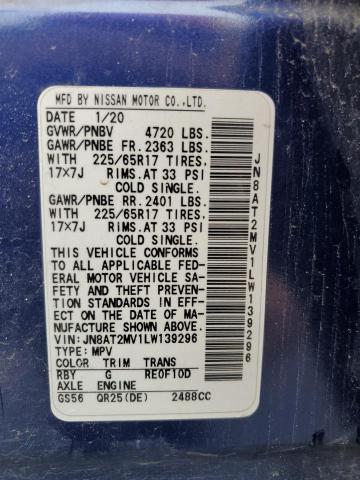 MFD BY NISSAN MOTOR CO.,LTD.
DATE 1/20
GVWR/PNBV 4720 LBS.
GAWR/PNBE FR. 2363 LBS.
WITH 225/65R17 TIRES,
17×7J RIMS, AT 33 PSI
COLD SINGLE.
GAWR/PNBE RR. 2401 LBS.
WITH 225/65R17 TIRES,
17×7J RIMS, AT 33 PSI
COLD SINGLE.
THIS VEHICLE CONFORMS
TO ALL APPLICABLE FED-
ERAL MOTOR VEHICLE SA-
FETY AND THEFT PREVEN-
TION STANDARDS IN EFF-
ECT ON THE DATE OF MA-
NUFACTURE SHOWN ABOVE.
VIN:JN8AT2MV1LW139296
TYPE:MPV
COLOR TRIM TRANS
RBY G RE0F10D
AXLE ENGINE
GS56 QR25(DE) 2488CC
JN8AT2MV1LW139296